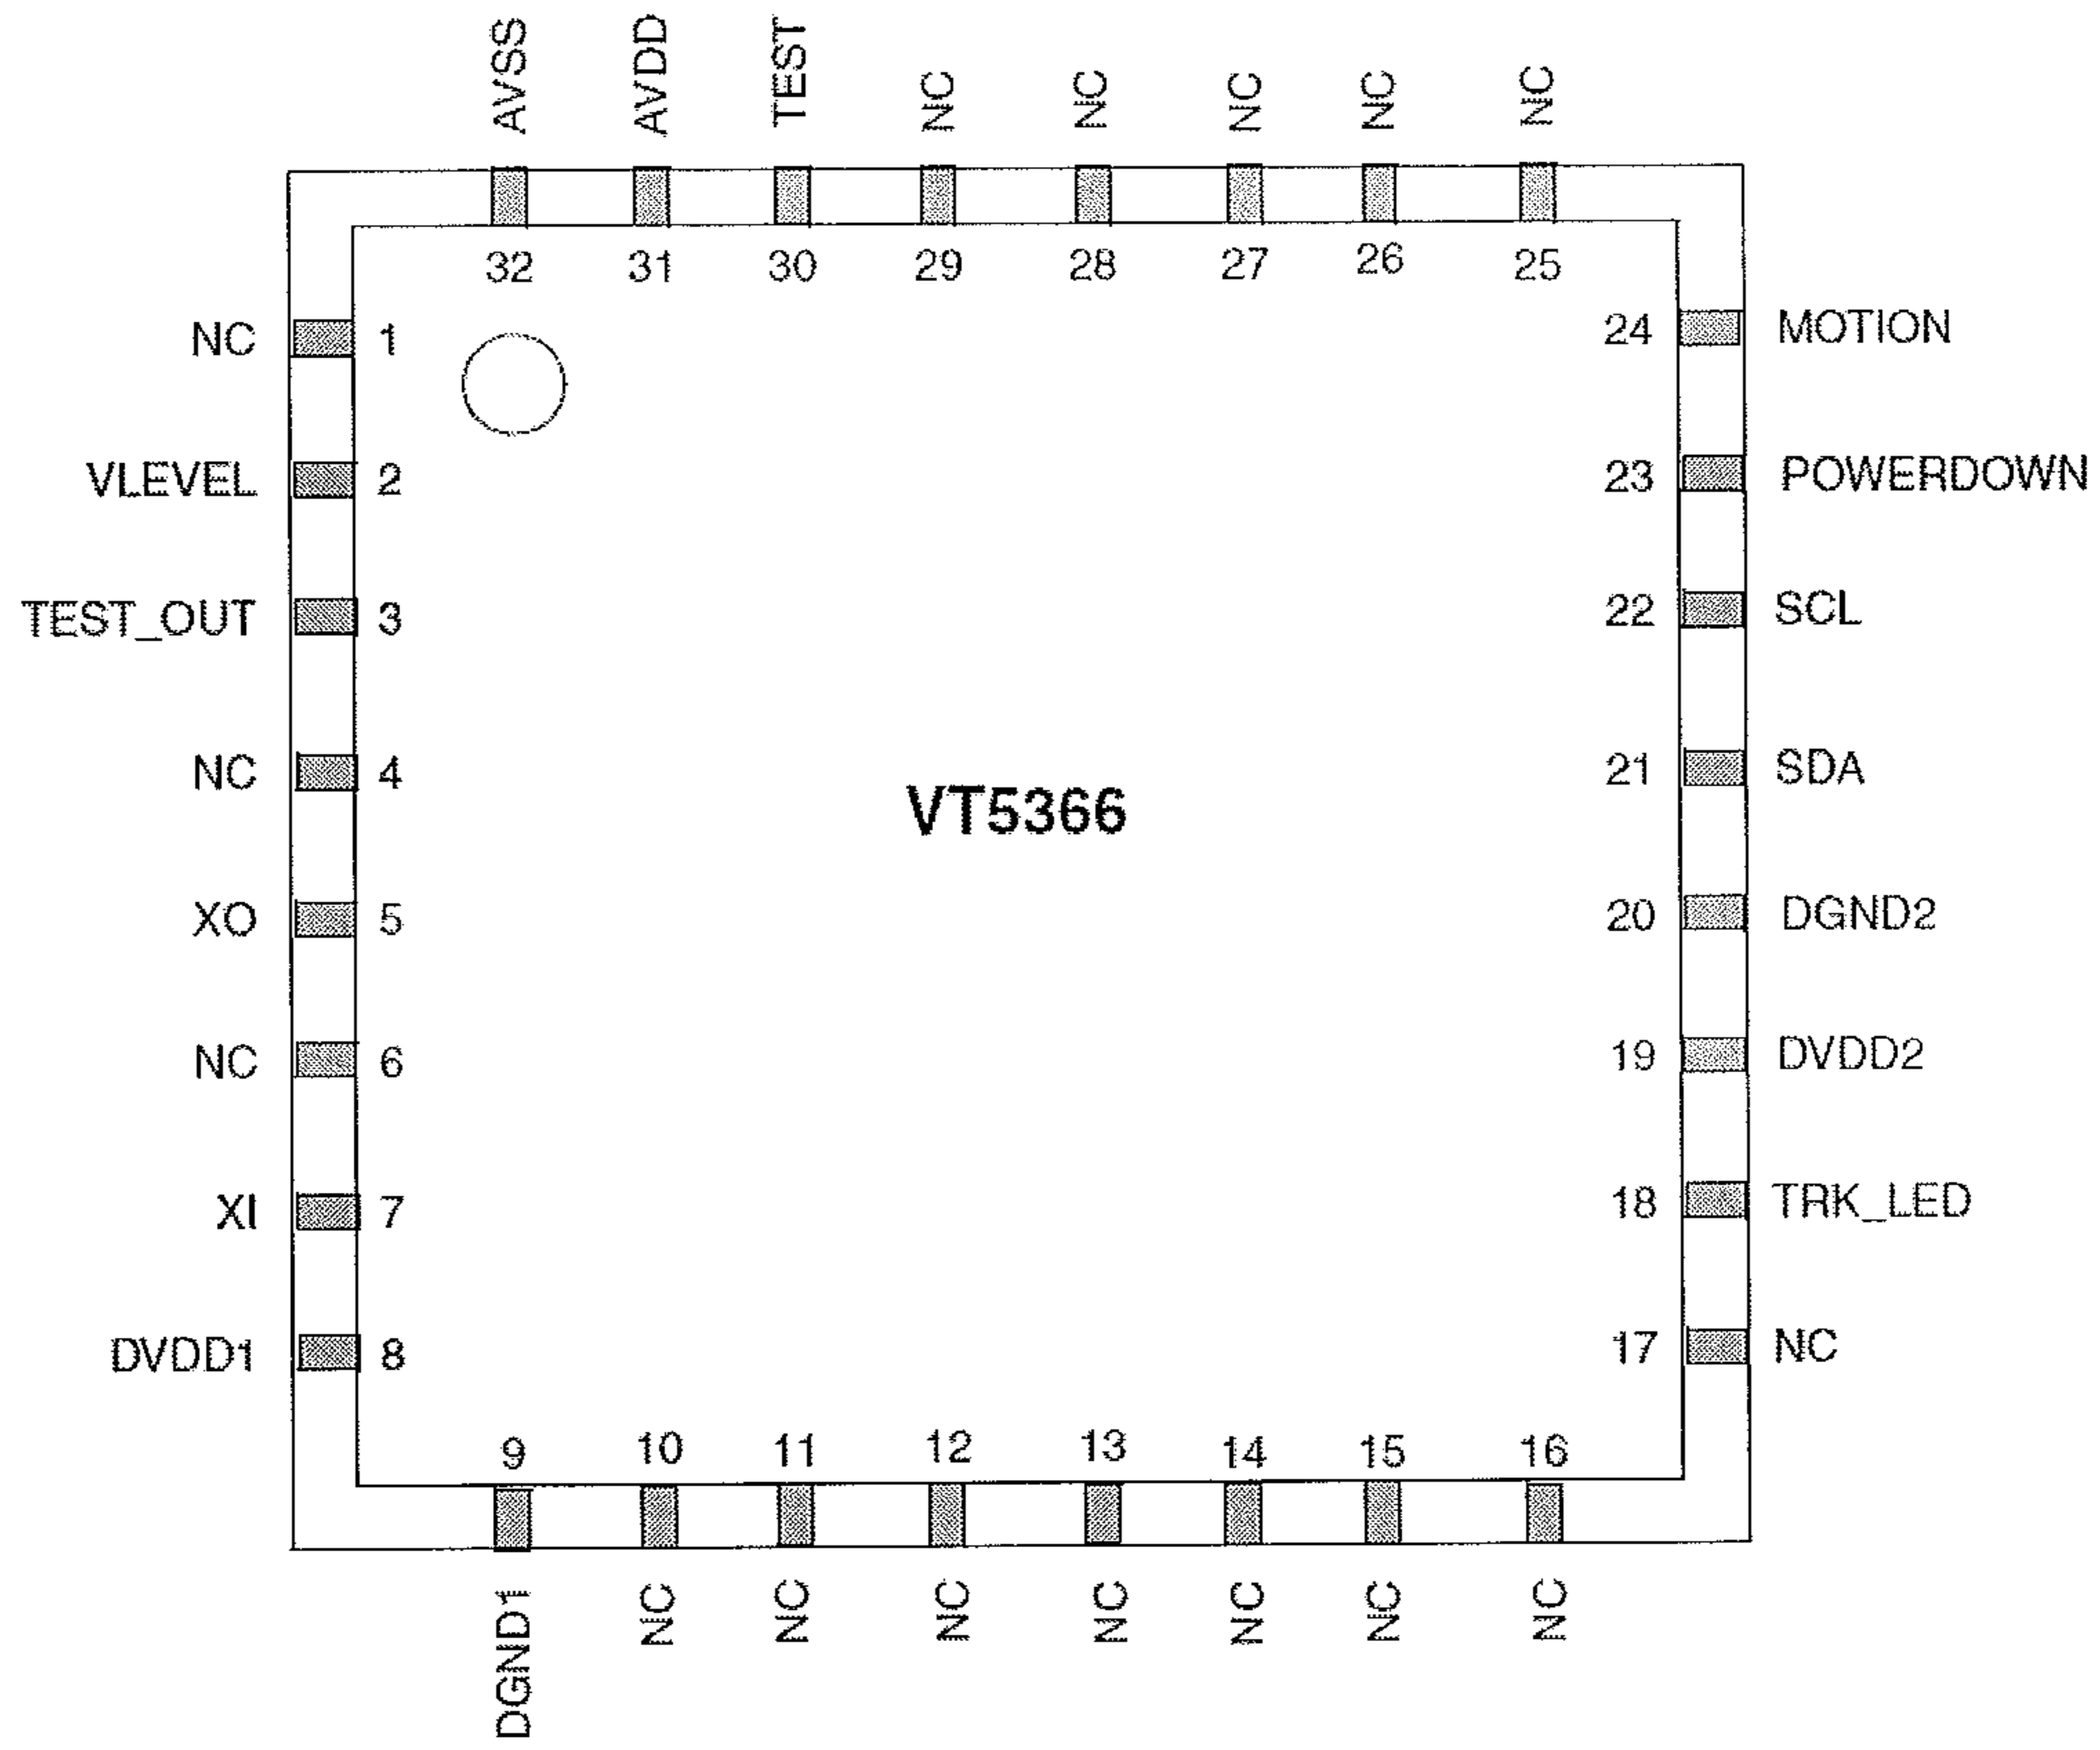 AVSS
AVDD
TEST
NC
NC
NC
NC
NC
32 31 30 29 28 27 26 25
NC 1
VLEVEL 2
TEST_OUT 3
NC 4
XO 5
NC 6
XI 7
DVDD1 8
VT5366
24 MOTION
23 POWERDOWN
22 SCL
21 SDA
20 DGND2
19 DVDD2
18 TRK_LED
17 NC
9 10 11 12 13 14 15 16
DGND1
NC
NC
NC
NC
NC
NC
NC